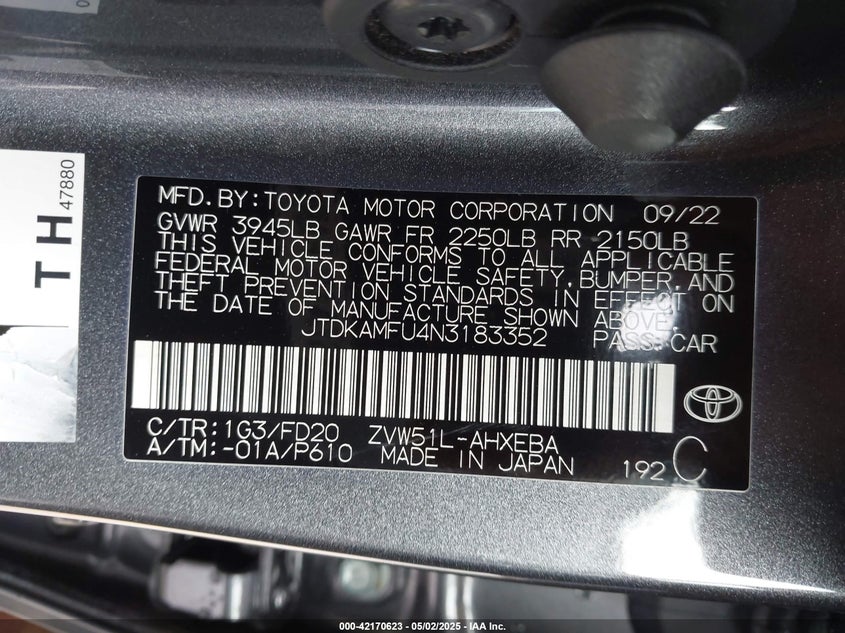 TH
47880
MFD.BY:TOYOTA MOTOR CORPORATION 09/22
GVWR 3945LB GAWR FR 2250LB RR 2150LB
THIS VEHICLE CONFORMS TO ALL APPLICABLE
FEDERAL MOTOR VEHICLE SAFETY,BUMPER,AND
THEFT PREVENTION STANDARDS IN EFFECT ON
THE DATE OF MANUFACTURE SHOWN ABOVE.
JTDKAMFU4N3183352 PASS.CAR
C/TR:1G3/FD20 ZVW51L-AHXEBA
A/TM:-01A/P610 MADE IN JAPAN 192 C
000-42170623 - 05/02/2025 - IAA Inc.